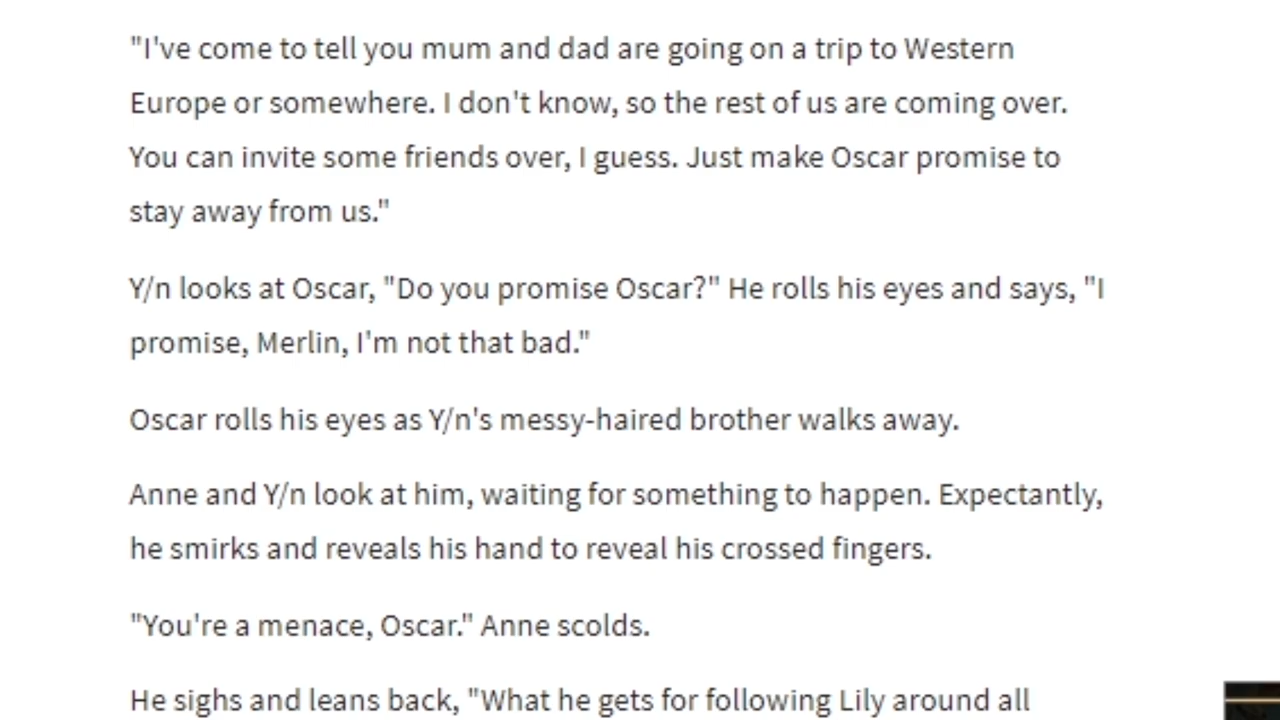 "I've come to tell you mum and dad are going on a trip to Western
Europe or somewhere. I don't know, so the rest of us are coming over.
You can invite some friends over, I guess. Just make Oscar promise to
stay away from us."
Y/n looks at Oscar, "Do you promise Oscar?" He rolls his eyes and says, "I
promise, Merlin, I'm not that bad."
Oscar rolls his eyes as Y/n's messy-haired brother walks away.
Anne and Y/n look at him, waiting for something to happen. Expectantly,
he smirks and reveals his hand to reveal his crossed fingers.
"You're a menace, Oscar." Anne scolds.
He sighs and leans back, "What he gets for following Lily around all